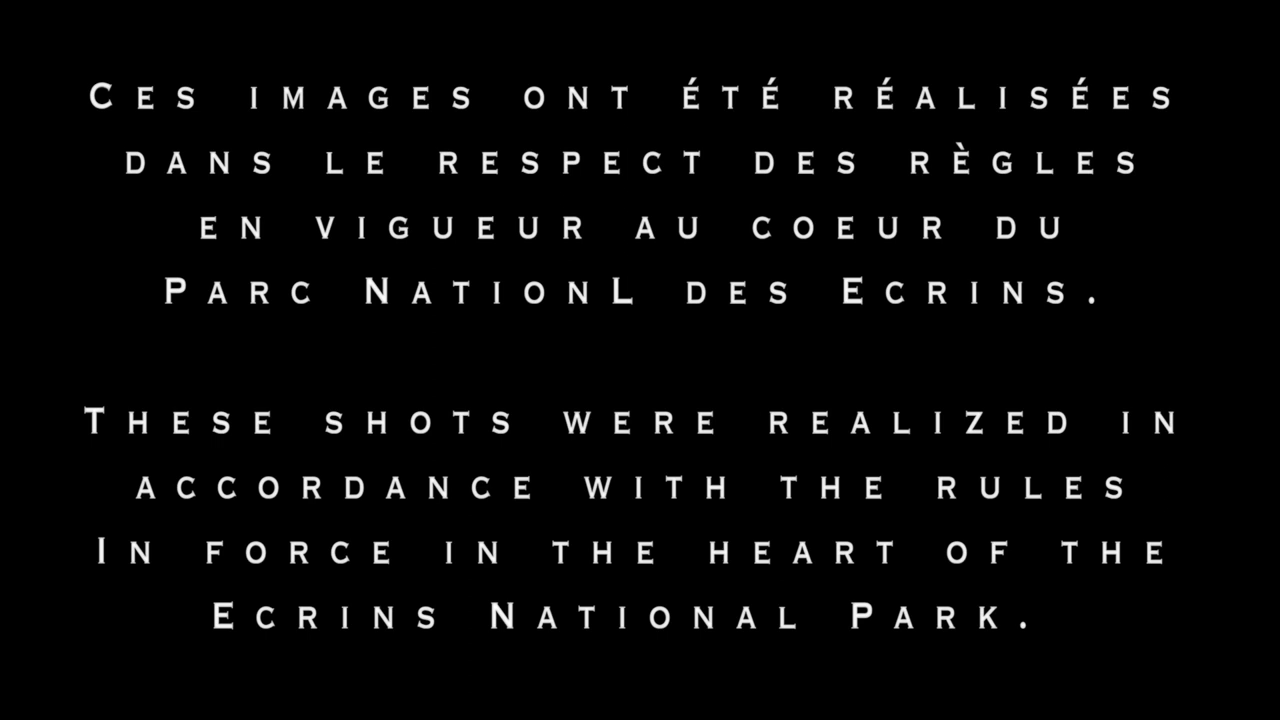 Ces images ont été réalisées
dans le respect des règles
en vigueur au coeur du
Parc NationL des Ecrins.
These shots were realized in
accordance with the rules
In force in the heart of the
Ecrins National Park.